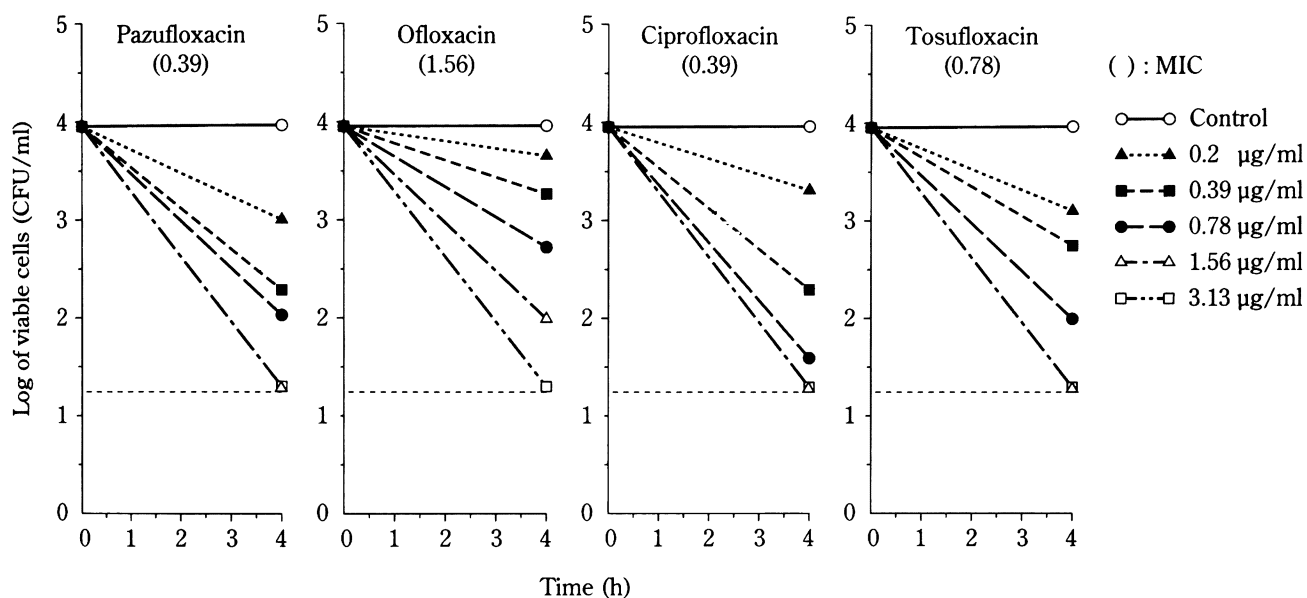 Pazufloxacin
(0.39)
Ofloxacin
(1.56)
Ciprofloxacin
(0.39)
Tosufloxacin
(0.78)
( ) : MIC
Control
0.2 µg/ml
0.39 µg/ml
0.78 µg/ml
1.56 µg/ml
3.13 µg/ml
Log of viable cells (CFU/ml)
5
4
3
2
1
0
0 1 2 3 4
5
4
3
2
1
0
0 1 2 3 4
5
4
3
2
1
0
0 1 2 3 4
5
4
3
2
1
0
0 1 2 3 4
Time (h)